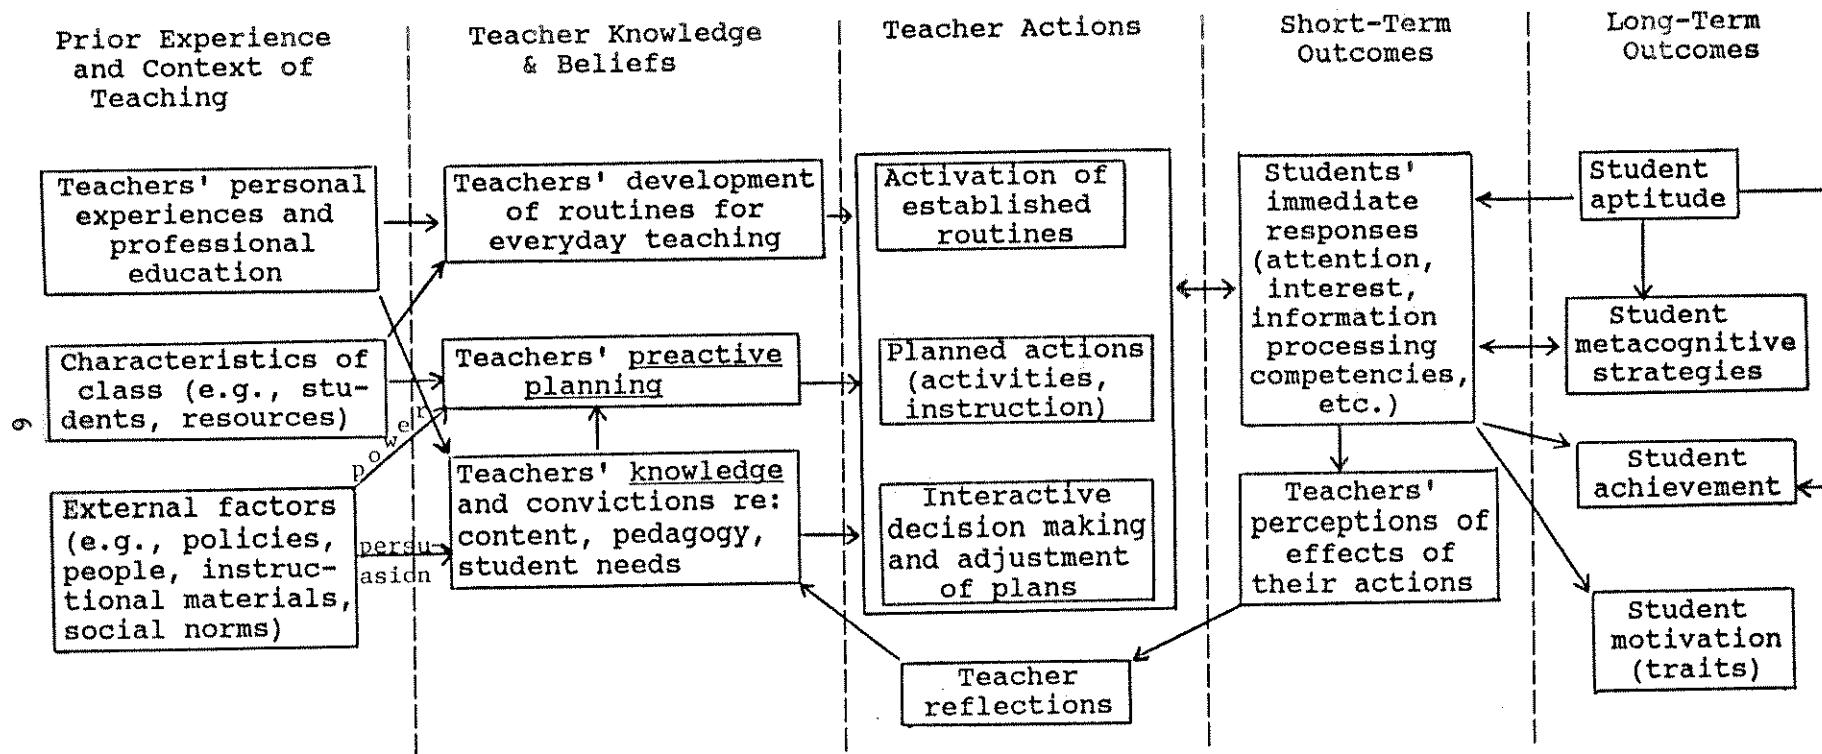 Prior Experience
and Context of
Teaching
Teacher Knowledge
& Beliefs
Teacher Actions
Short-Term
Outcomes
Long-Term
Outcomes
Teachers' personal
experiences and
professional
education
Characteristics of
class (e.g., stu-
dents, resources)
External factors
(e.g., policies,
people, instruc-
tional materials,
social norms)
power
persu-
asion
Teachers' development
of routines for
everyday teaching
Teachers' preactive
planning
Teachers' knowledge
and convictions re:
content, pedagogy,
student needs
Activation of
established
routines
Planned actions
(activities,
instruction)
Interactive
decision making
and adjustment
of plans
Teacher
reflections
Students'
immediate
responses
(attention,
interest,
information
processing
competencies,
etc.)
Teachers'
perceptions of
effects of
their actions
Student
aptitude
Student
metacognitive
strategies
Student
achievement
Student
motivation
(traits)